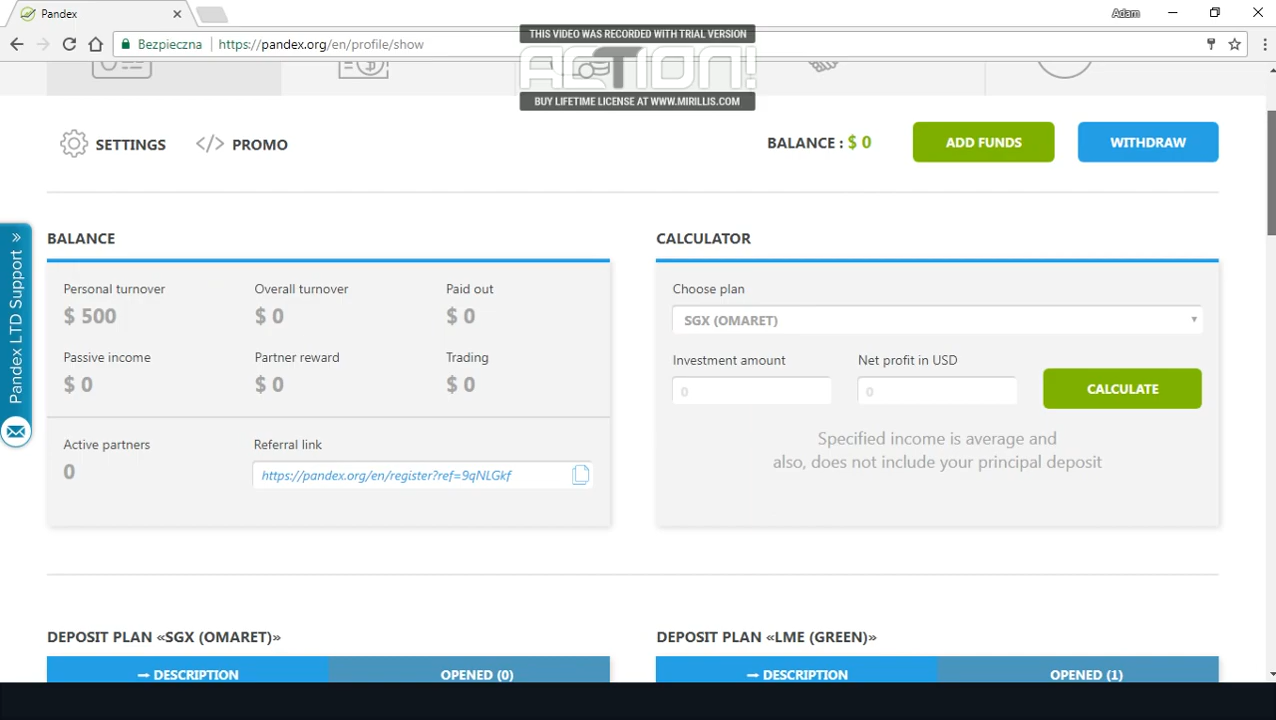 Pandex
Adam
Bezpieczna
https://pandex.org/en/profile/show
THIS VIDEO WAS RECORDED WITH TRIAL VERSION
ACTION!
BUY LIFETIME LICENSE AT WWW.MIRILLIS.COM
SETTINGS
</> PROMO
BALANCE : $ 0
ADD FUNDS
WITHDRAW
Pandex LTD Support
BALANCE
Personal turnover
Overall turnover
Paid out
$ 500
$ 0
$ 0
Passive income
Partner reward
Trading
$ 0
$ 0
$ 0
Active partners
Referral link
0
https://pandex.org/en/register?ref=9qNLGkf
CALCULATOR
Choose plan
SGX (OMARET)
Investment amount
Net profit in USD
0
0
CALCULATE
Specified income is average and
also, does not include your principal deposit
DEPOSIT PLAN «SGX (OMARET)»
DESCRIPTION
OPENED (0)
DEPOSIT PLAN «LME (GREEN)»
DESCRIPTION
OPENED (1)